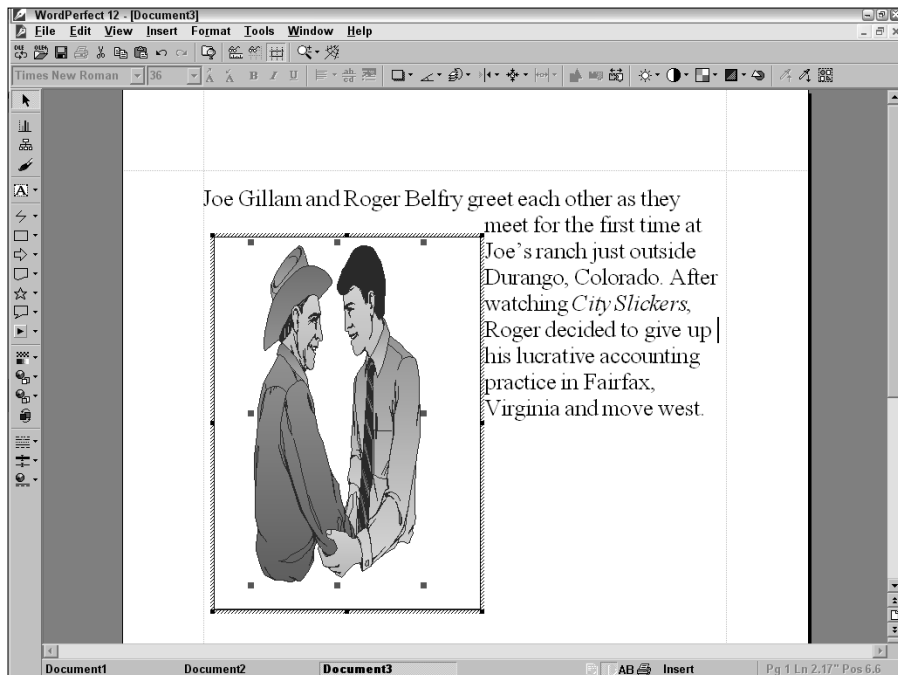 WordPerfect 12 - [Document3]
File Edit View Insert Format Tools Window Help
Times New Roman 36
Joe Gillam and Roger Belfry greet each other as they
meet for the first time at
Joe's ranch just outside
Durango, Colorado. After
watching City Slickers,
Roger decided to give up
his lucrative accounting
practice in Fairfax,
Virginia and move west.
Document1 Document2 Document3 AB Insert Pg 1 Ln 2.17" Pos 6.6